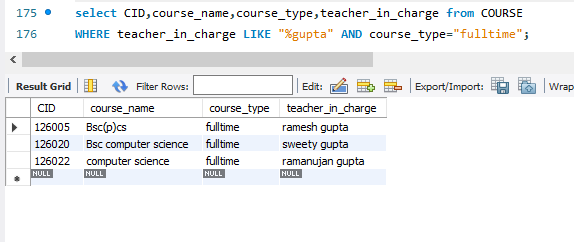 175 select CID,course_name,course_type,teacher_in_charge from COURSE
176 WHERE teacher_in_charge LIKE "%gupta" AND course_type="fulltime";
Result Grid Filter Rows: Edit: Export/Import: Wrap
CID course_name course_type teacher_in_charge
126005 Bsc(p)cs fulltime ramesh gupta
126020 Bsc computer science fulltime sweety gupta
126022 computer science fulltime ramanujan gupta
NULL NULL NULL NULL